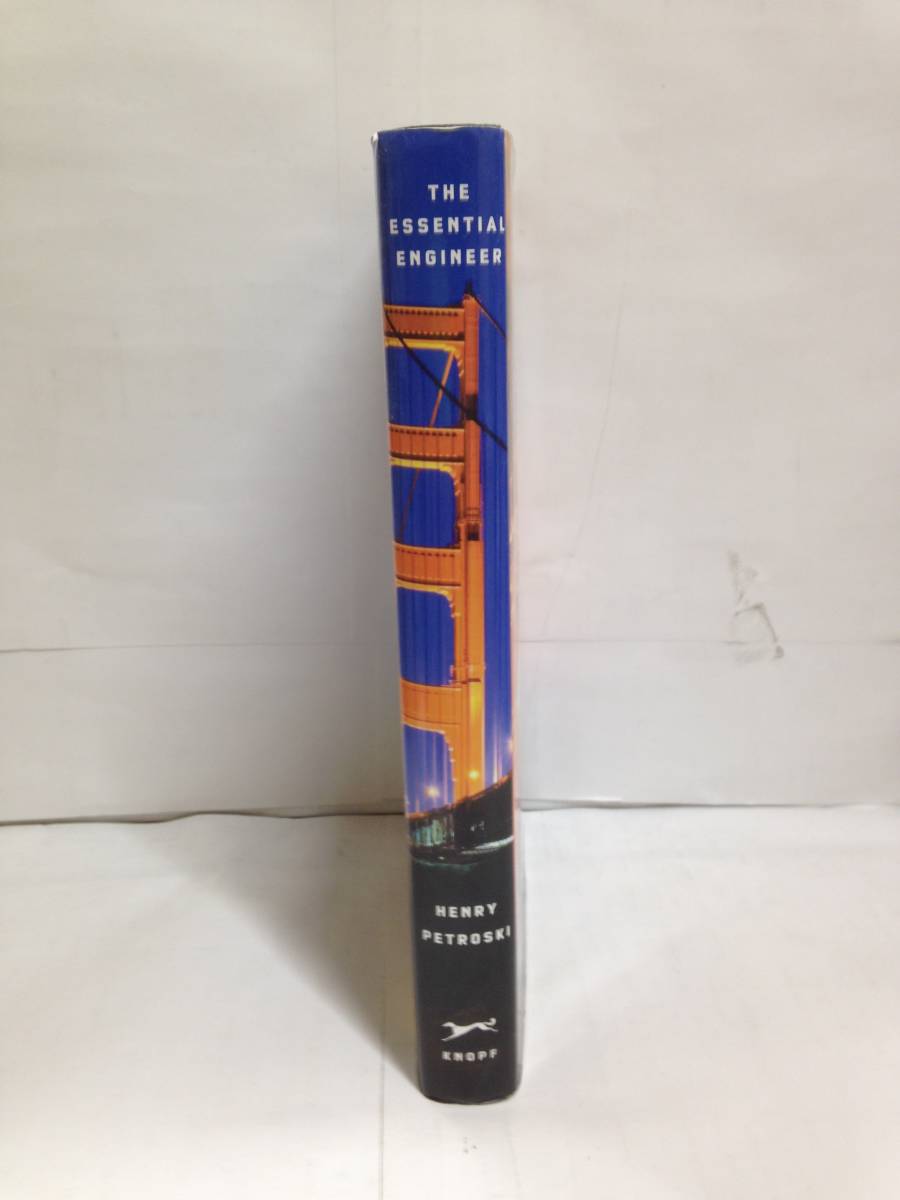 THE
ESSENTIAL
ENGINEER
HENRY
PETROSKI
KNOPF